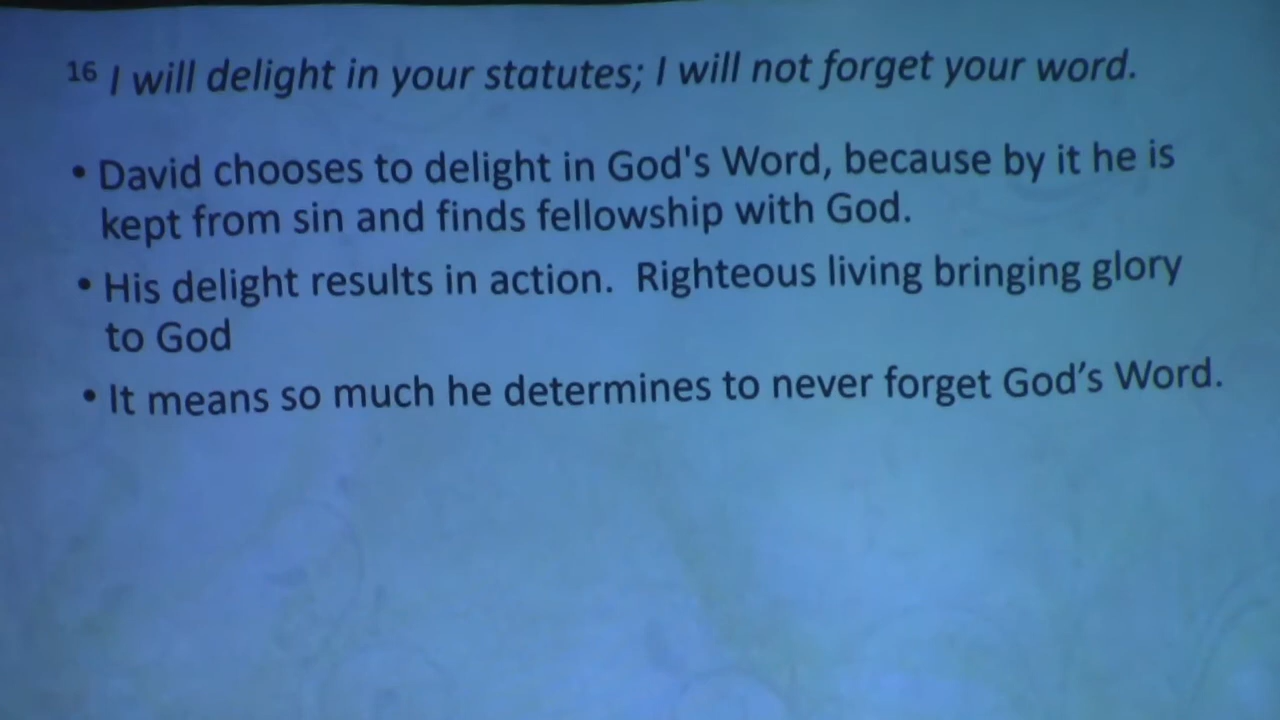 16 I will delight in your statutes; I will not forget your word.
• David chooses to delight in God's Word, because by it he is
kept from sin and finds fellowship with God.
• His delight results in action.  Righteous living bringing glory
to God
• It means so much he determines to never forget God’s Word.